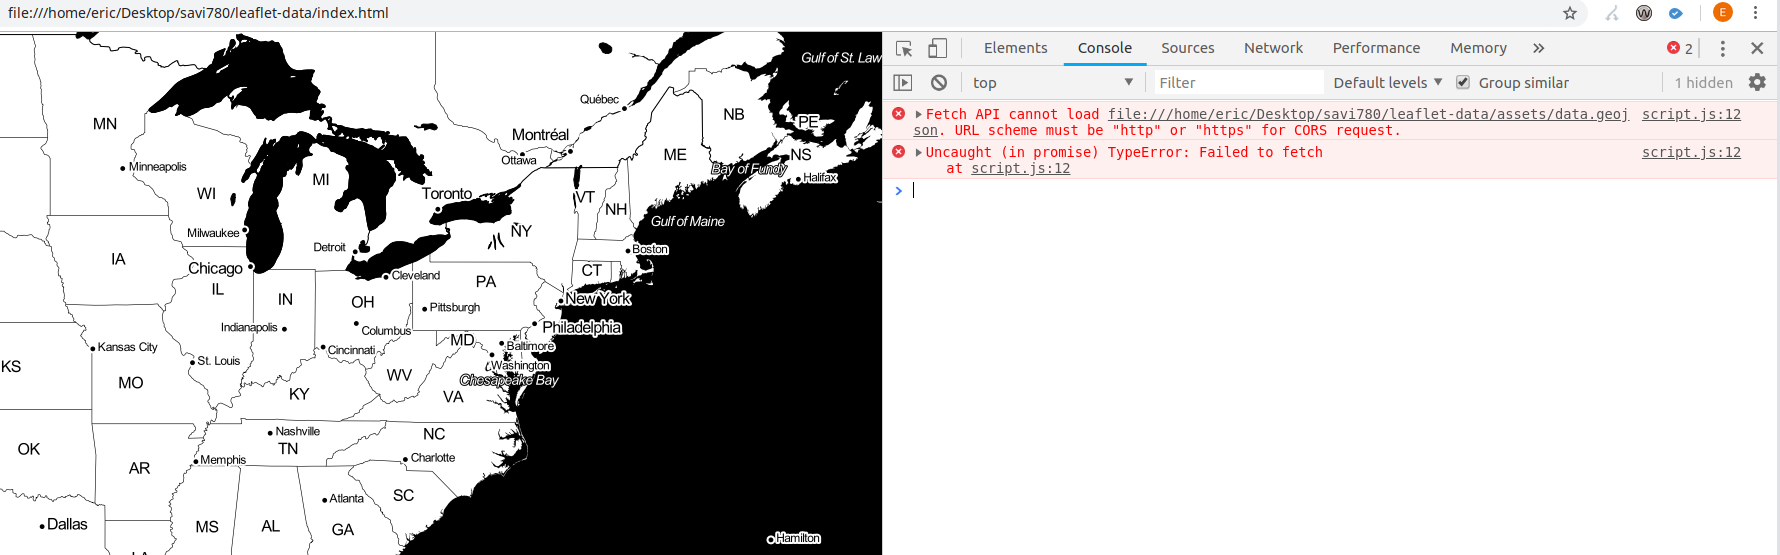 file:///home/eric/Desktop/savi780/leaflet-data/index.html
W
E
Elements Console Sources Network Performance Memory » 2
top Filter Default levels Group similar 1 hidden
Fetch API cannot load file:///home/eric/Desktop/savi780/leaflet-data/assets/data.geoj script.js:12
son. URL scheme must be "http" or "https" for CORS request.
Uncaught (in promise) TypeError: Failed to fetch script.js:12
at script.js:12
>
Gulf of St. Law
Québec
NB
MN
PE
Montréal
Ottawa
ME
NS
Minneapolis
Bay of Fundy
Halifax
MI
WI
Toronto
VT
NH
Gulf of Maine
Milwaukee
NY
Detroit
Boston
IA
Chicago
CT
Cleveland
PA
IL
IN
OH
New York
Pittsburgh
Indianapolis
Columbus
Philadelphia
MD
Baltimore
Kansas City
Cincinnati
St. Louis
Washington
KS
WV
Chesapeake Bay
MO
KY
VA
Nashville
NC
OK
TN
Charlotte
Memphis
AR
SC
Atlanta
Dallas
MS
AL
GA
Hamilton
LA